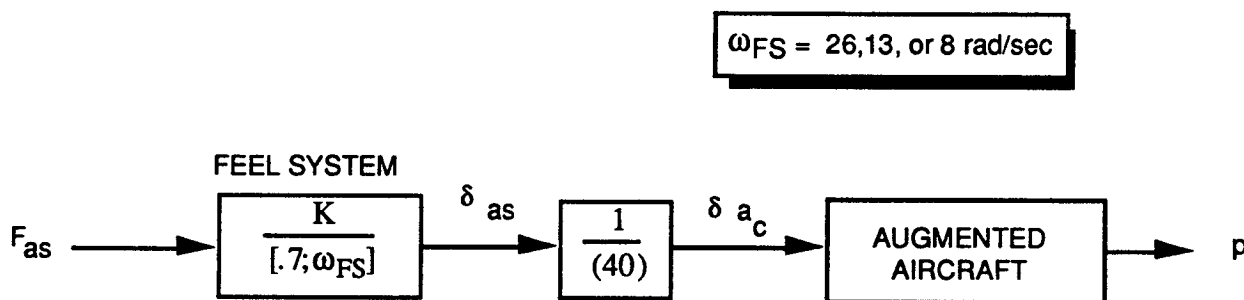 ωFS = 26,13, or 8 rad/sec
FEEL SYSTEM
Fas
K
[.7;ωFS]
δ as
1
(40)
δ ac
AUGMENTED
AIRCRAFT
p